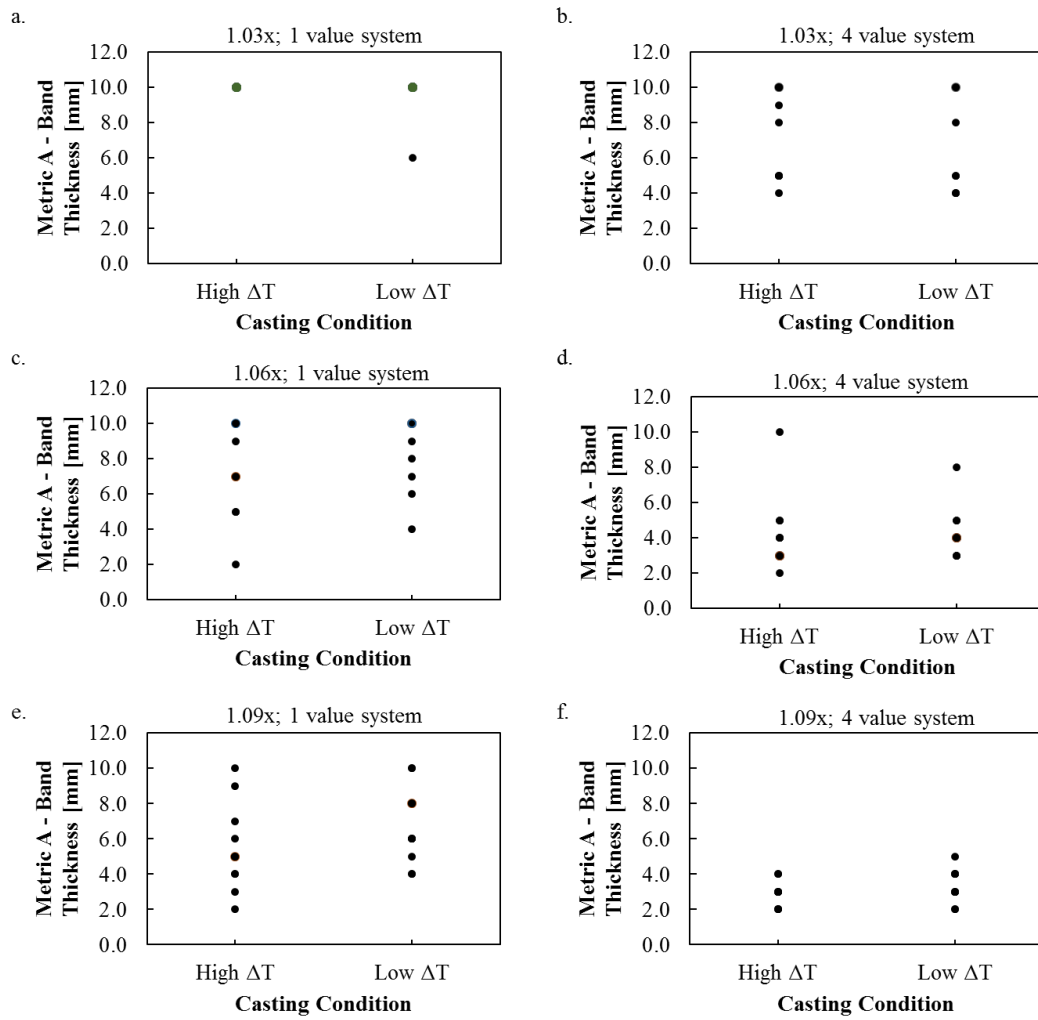 a.
1.03x; 1 value system
Metric A - Band
Thickness [mm]
12.0
10.0
8.0
6.0
4.0
2.0
0.0
High ΔT
Low ΔT
Casting Condition
b.
1.03x; 4 value system
Metric A - Band
Thickness [mm]
12.0
10.0
8.0
6.0
4.0
2.0
0.0
High ΔT
Low ΔT
Casting Condition
c.
1.06x; 1 value system
Metric A - Band
Thickness [mm]
12.0
10.0
8.0
6.0
4.0
2.0
0.0
High ΔT
Low ΔT
Casting Condition
d.
1.06x; 4 value system
Metric A - Band
Thickness [mm]
12.0
10.0
8.0
6.0
4.0
2.0
0.0
High ΔT
Low ΔT
Casting Condition
e.
1.09x; 1 value system
Metric A - Band
Thickness [mm]
12.0
10.0
8.0
6.0
4.0
2.0
0.0
High ΔT
Low ΔT
Casting Condition
f.
1.09x; 4 value system
Metric A - Band
Thickness [mm]
12.0
10.0
8.0
6.0
4.0
2.0
0.0
High ΔT
Low ΔT
Casting Condition